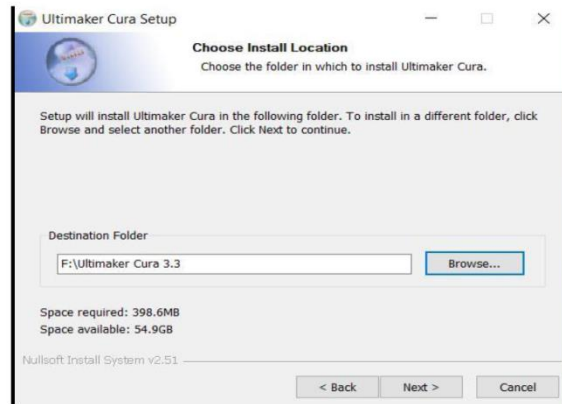 Ultimaker Cura Setup
Choose Install Location
Choose the folder in which to install Ultimaker Cura.
Setup will install Ultimaker Cura in the following folder. To install in a different folder, click
Browse and select another folder. Click Next to continue.
Destination Folder
F:\Ultimaker Cura 3.3
Browse...
Space required: 398.6MB
Space available: 54.9GB
Nullsoft Install System v2.51
< Back Next > Cancel